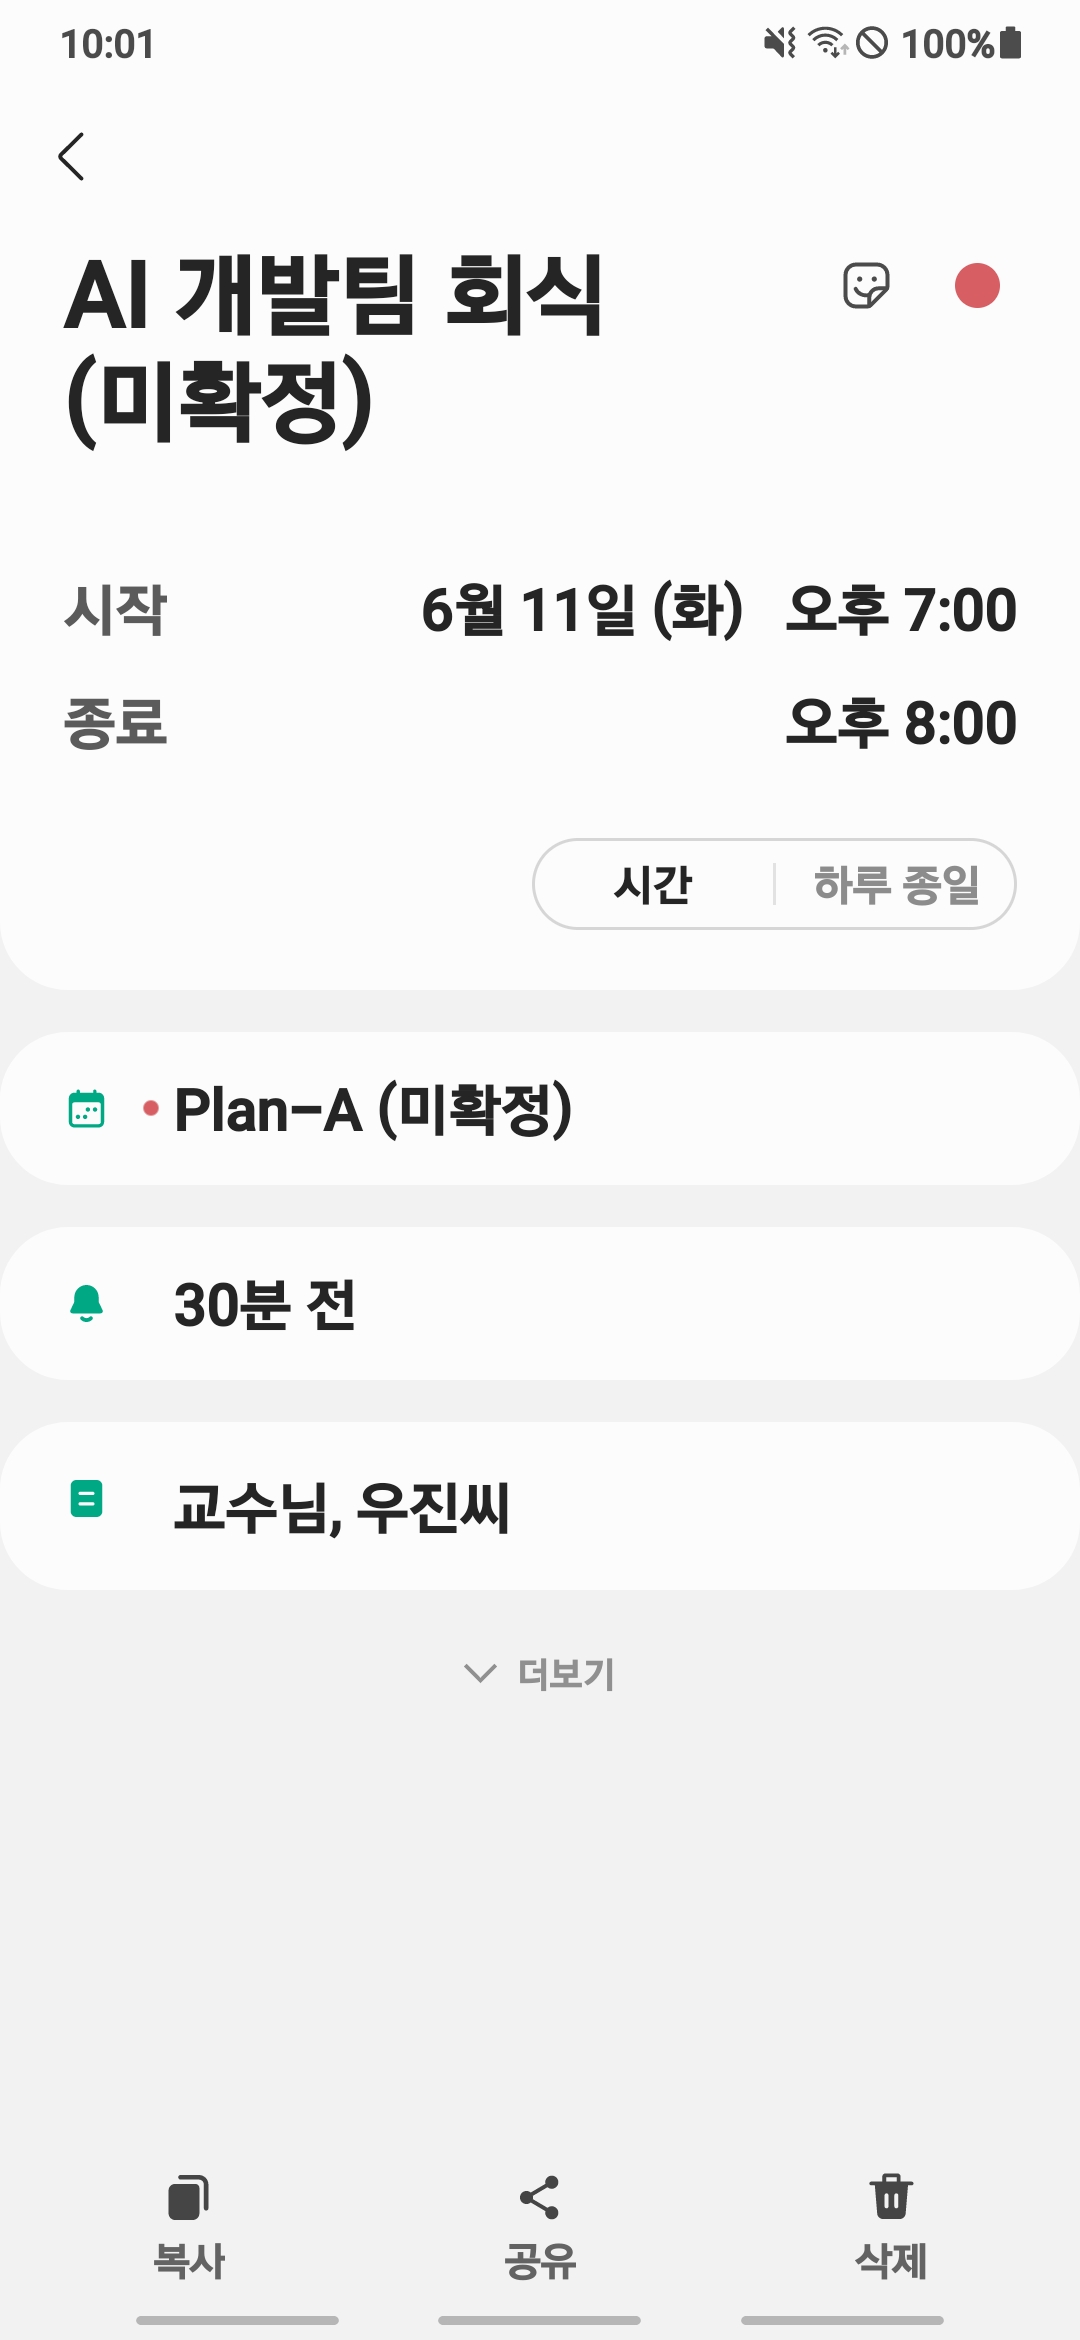 10:01 100%
AI 개발팀 회식
(미확정)
시작 6월 11일 (화) 오후 7:00
종료 오후 8:00
시간 하루 종일
Plan-A (미확정)
30분 전
교수님, 우진씨
더보기
복사 공유 삭제